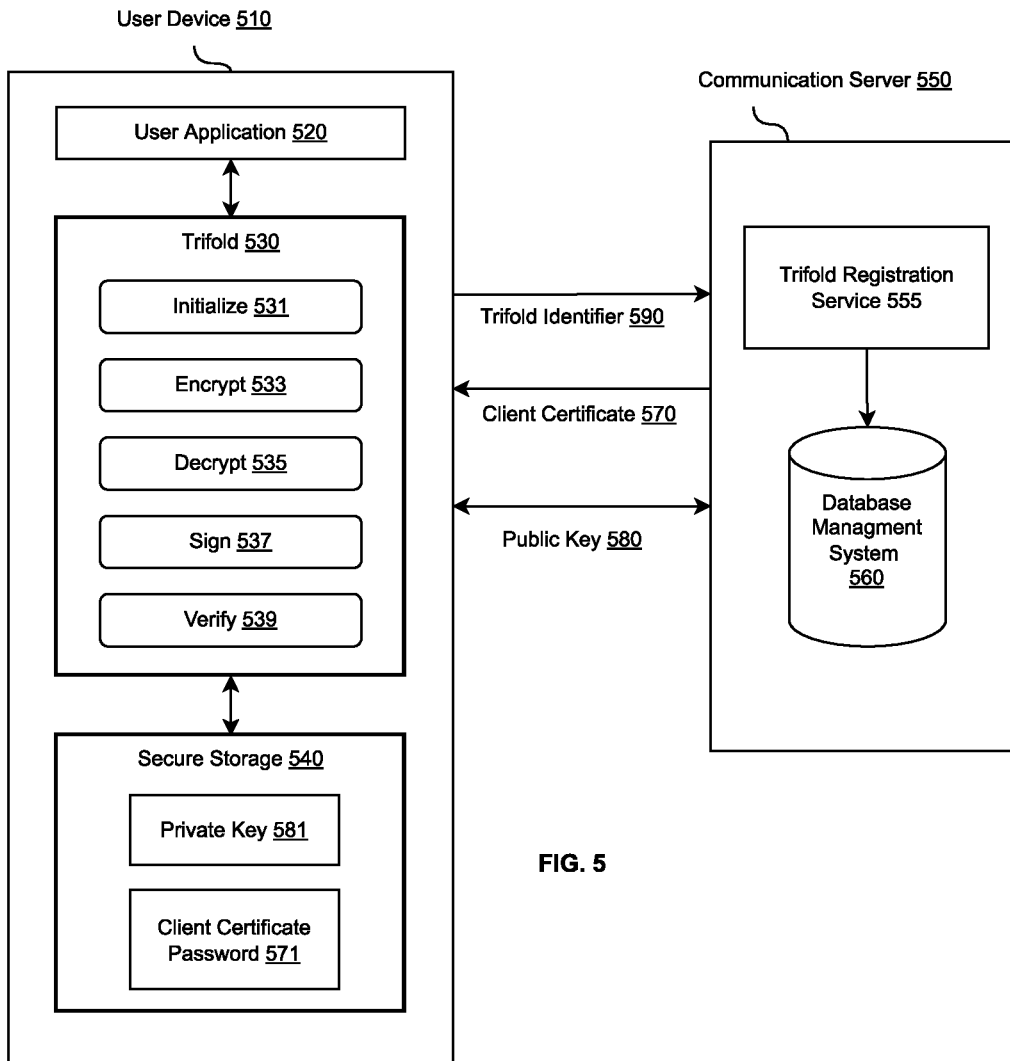 User Device 510
User Application 520
Trifold 530
Initialize 531
Encrypt 533
Decrypt 535
Sign 537
Verify 539
Secure Storage 540
Private Key 581
Client Certificate
Password 571
Trifold Identifier 590
Client Certificate 570
Public Key 580
Communication Server 550
Trifold Registration
Service 555
Database
Managment
System
560
FIG. 5